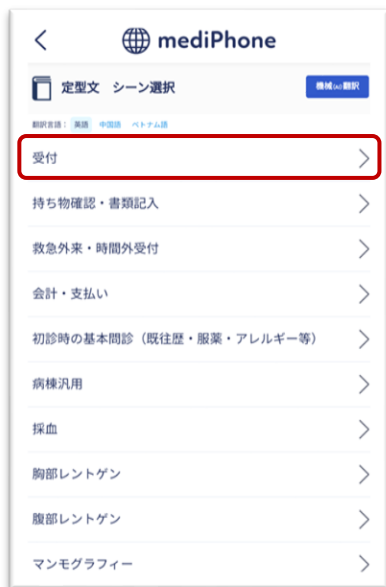 mediPhone
定型文 シーン選択
機械(AI)翻訳
翻訳言語： 英語 中国語 ベトナム語
受付
持ち物確認・書類記入
救急外来・時間外受付
会計・支払い
初診時の基本問診（既往歴・服薬・アレルギー等）
病棟汎用
採血
胸部レントゲン
腹部レントゲン
マンモグラフィー